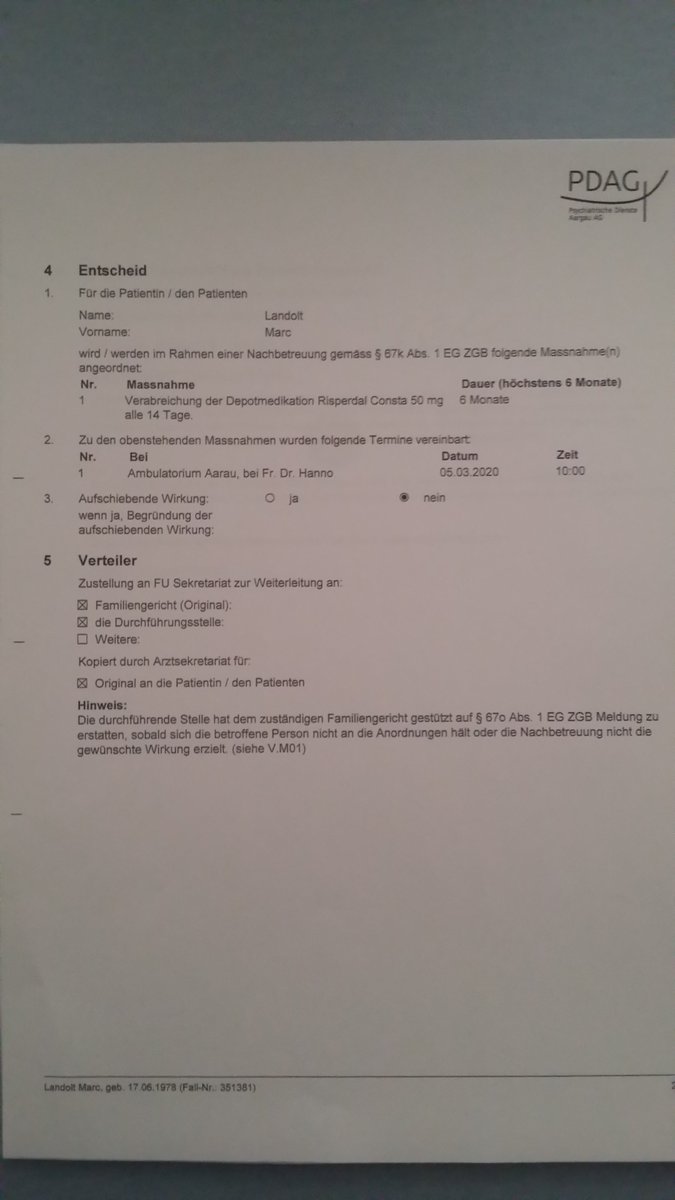 PDAG
Psychiatrische Dienste
Aargau AG
4 Entscheid
1. Für die Patientin / den Patienten
Name: Landolt
Vorname: Marc
wird / werden im Rahmen einer Nachbetreuung gemäss § 67k Abs. 1 EG ZGB folgende Massnahme(n)
angeordnet:
Nr. Massnahme Dauer (höchstens 6 Monate)
1 Verabreichung der Depotmedikation Risperdal Consta 50 mg 6 Monate
alle 14 Tage.
2. Zu den obenstehenden Massnahmen wurden folgende Termine vereinbart:
Nr. Bei Datum Zeit
1 Ambulatorium Aarau, bei Fr. Dr. Hanno 05.03.2020 10:00
3. Aufschiebende Wirkung: ja nein
wenn ja, Begründung der
aufschiebenden Wirkung:
5 Verteiler
Zustellung an FU Sekretariat zur Weiterleitung an:
Familiengericht (Original):
die Durchführungsstelle:
Weitere:
Kopiert durch Arztsekretariat für:
Original an die Patientin / den Patienten
Hinweis:
Die durchführende Stelle hat dem zuständigen Familiengericht gestützt auf § 67o Abs. 1 EG ZGB Meldung zu
erstatten, sobald sich die betroffene Person nicht an die Anordnungen hält oder die Nachbetreuung nicht die
gewünschte Wirkung erzielt. (siehe V.M01)
Landolt Marc, geb. 17.06.1978 (Fall-Nr.: 351381)